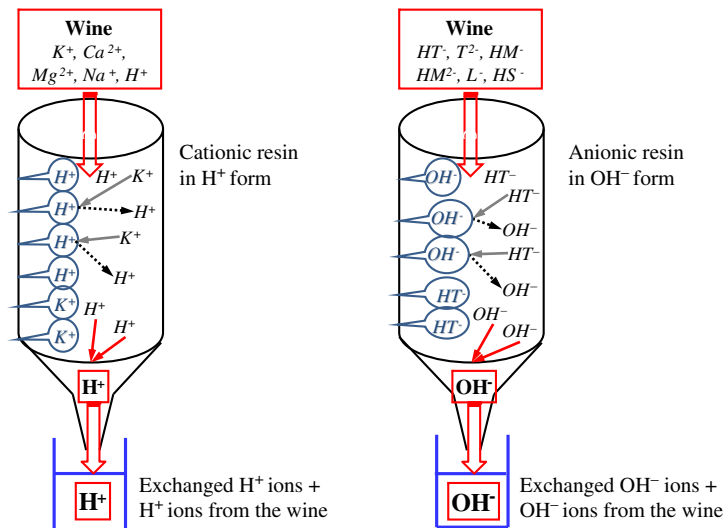 Wine
K⁺, Ca²⁺,
Mg²⁺, Na⁺, H⁺
Cationic resin
in H⁺ form
H⁺
H⁺
K⁺
H⁺
H⁺
H⁺
K⁺
H⁺
H⁺
K⁺
H⁺
H⁺
K⁺
H⁺
H⁺
Exchanged H⁺ ions +
H⁺ ions from the wine
Wine
HT⁻, T²⁻, HM⁻
HM²⁻, L⁻, HS⁻
Anionic resin
in OH⁻ form
OH⁻
HT⁻
HT⁻
OH⁻
OH⁻
OH⁻
HT⁻
OH⁻
HT⁻
OH⁻
HT⁻
OH⁻
OH⁻
OH⁻
Exchanged OH⁻ ions +
OH⁻ ions from the wine